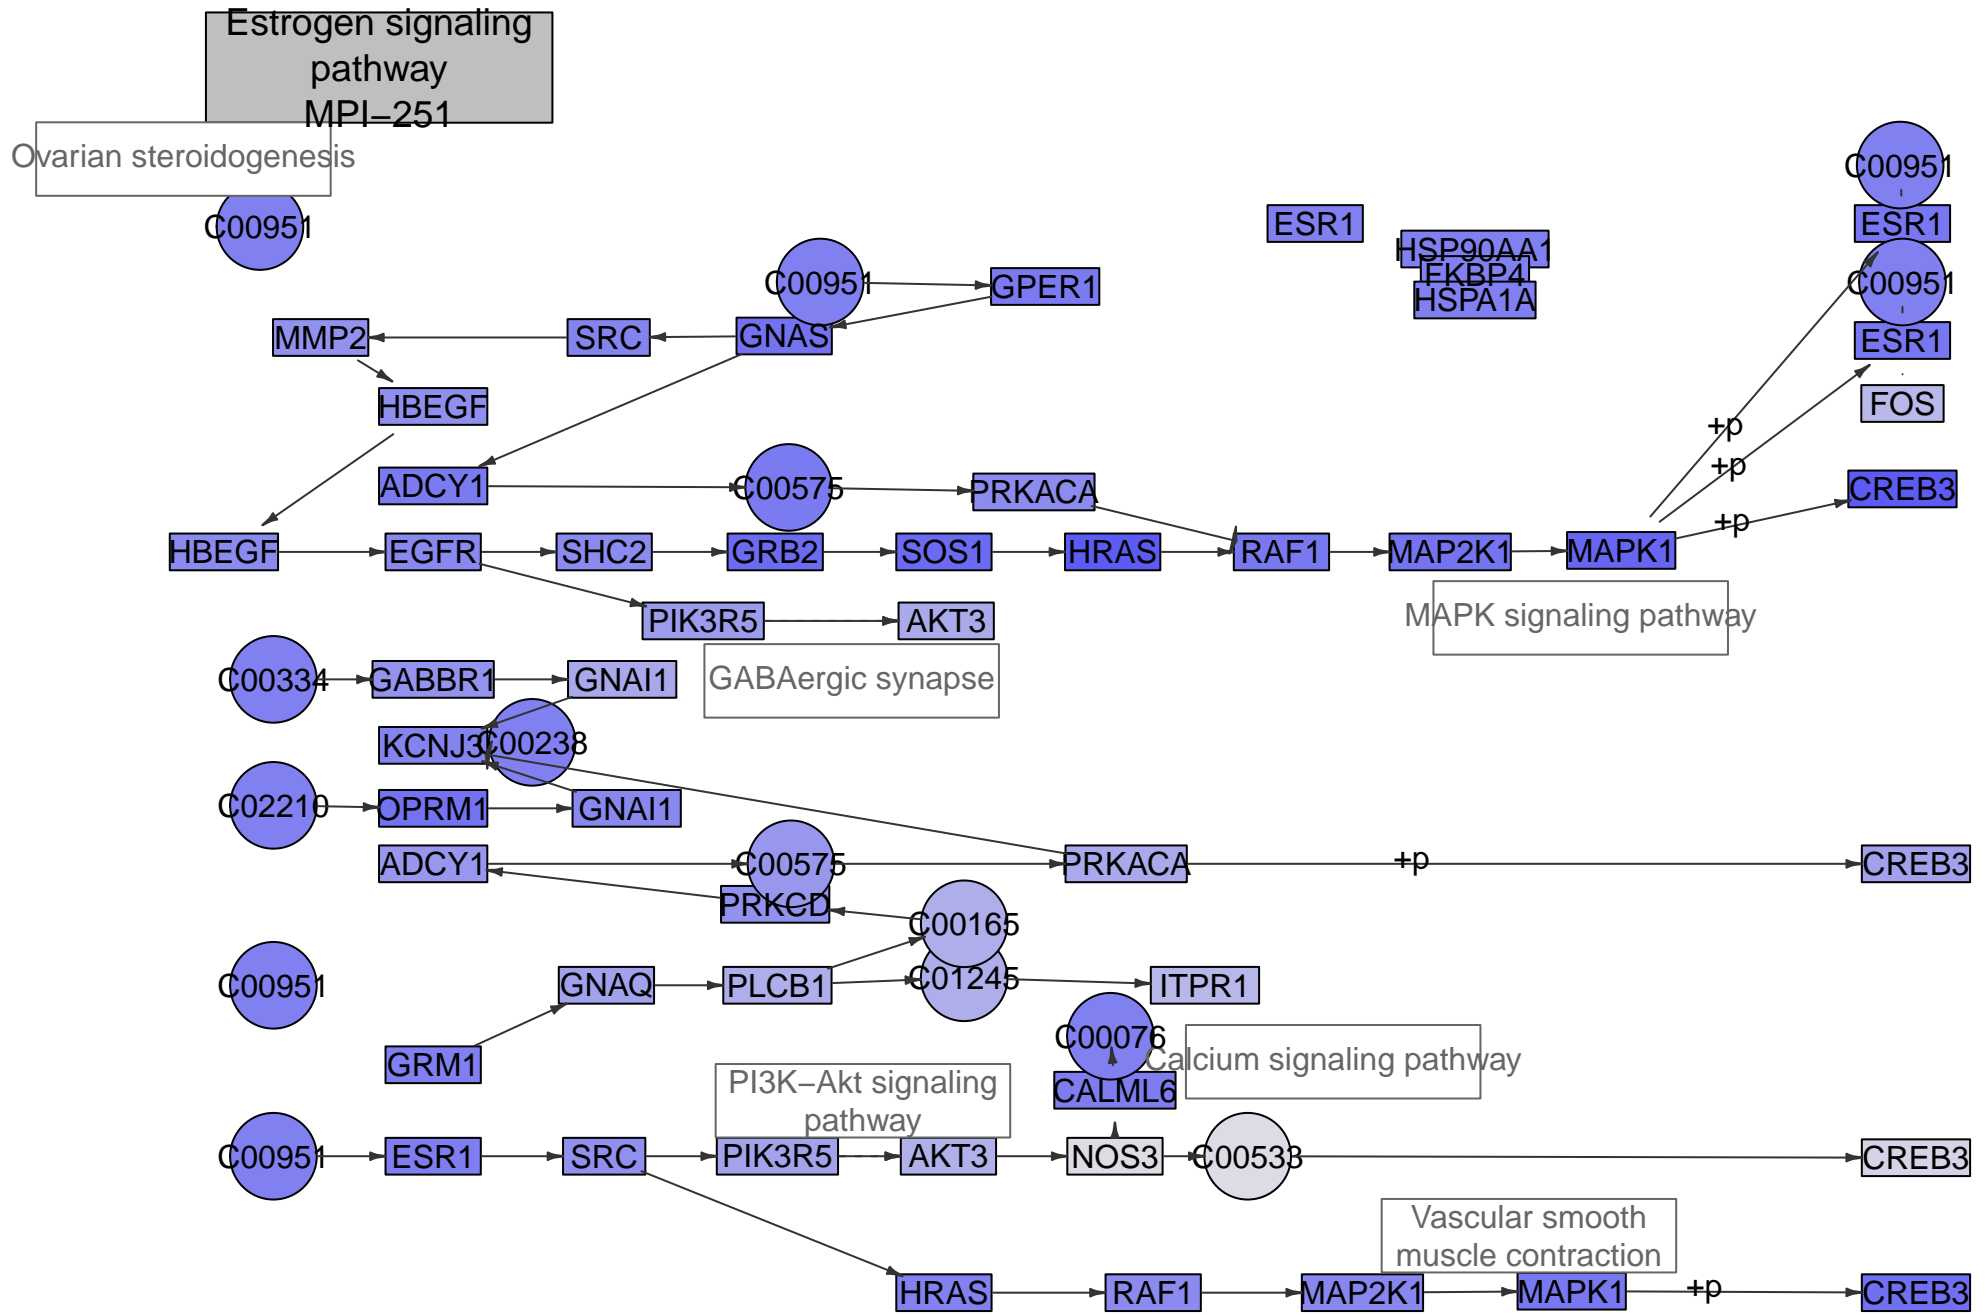 Estrogen signaling
pathway
MPI−251
Ovarian steroidogenesis
C00951
C00951
ESR1
ESR1
C00951
HSP90AA1
FKBP4
HSPA1A
C00951
GPER1
C00951
MMP2
SRC
GNAS
ESR1
HBEGF
FOS
+p
+p
ADCY1
C00575
PRKACA
CREB3
+p
HBEGF
EGFR
SHC2
GRB2
SOS1
HRAS
RAF1
MAP2K1
MAPK1
PIK3R5
AKT3
MAPK signaling pathway
C00334
GABBR1
GNAI1
GABAergic synapse
KCNJ3
C00238
C02210
OPRM1
GNAI1
ADCY1
C00575
PRKACA
+p
CREB3
PRKCD
C00165
C00951
GNAQ
PLCB1
C01245
ITPR1
C00076
Calcium signaling pathway
GRM1
CALML6
PI3K−Akt signaling
pathway
C00951
ESR1
SRC
PIK3R5
AKT3
NOS3
C00533
CREB3
Vascular smooth
muscle contraction
HRAS
RAF1
MAP2K1
MAPK1
+p
CREB3